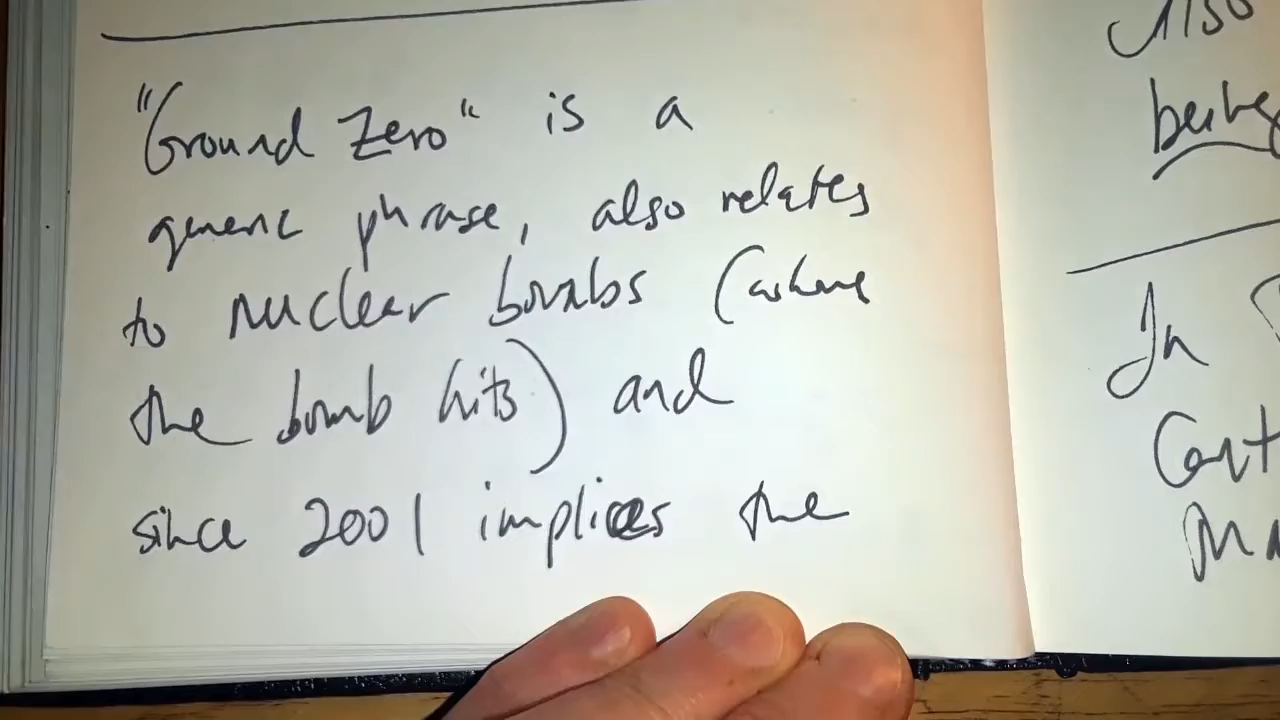 "Ground Zero" is a
generic phrase, also relates
to nuclear bombs (where
the bomb hits) and
since 2001 implies the
Also
In